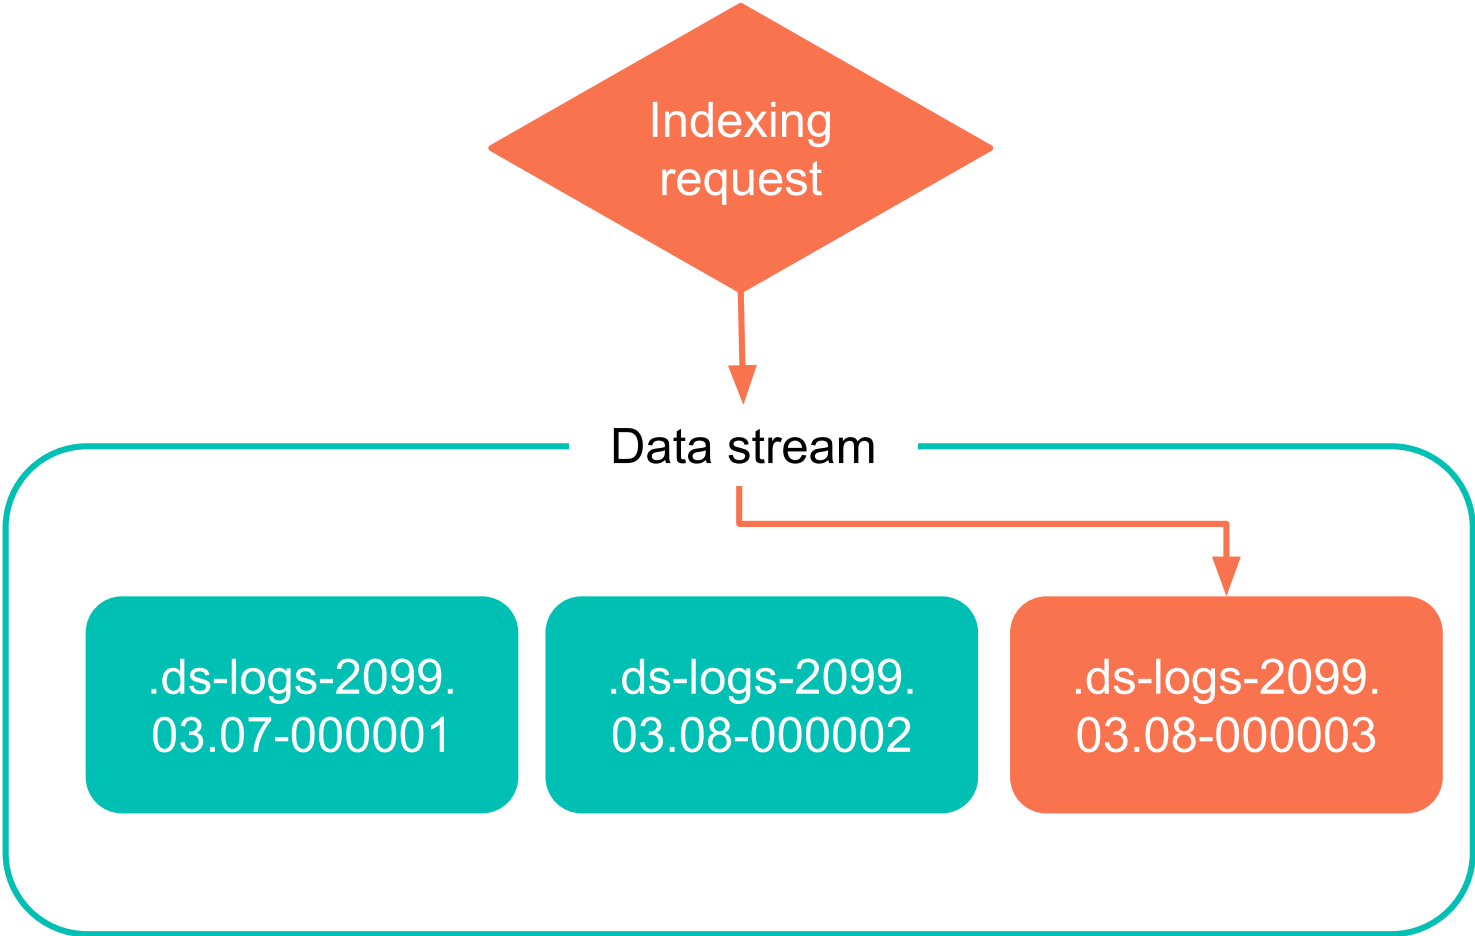 Indexing
request
Data stream
.ds-logs-2099.
03.07-000001
.ds-logs-2099.
03.08-000002
.ds-logs-2099.
03.08-000003